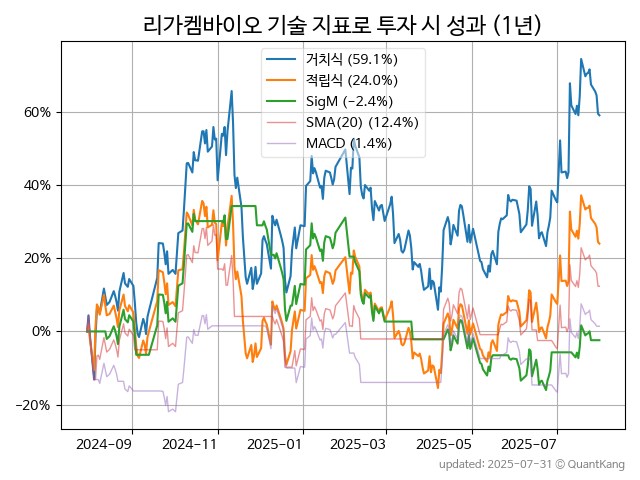 리가켐바이오 기술 지표로 투자 시 성과 (1년)
거치식 (59.1%)
적립식 (24.0%)
SigM (−2.4%)
SMA(20) (12.4%)
MACD (1.4%)
60%
40%
20%
0%
−20%
2024-09
2024-11
2025-01
2025-03
2025-05
2025-07
updated: 2025-07-31 © QuantKang